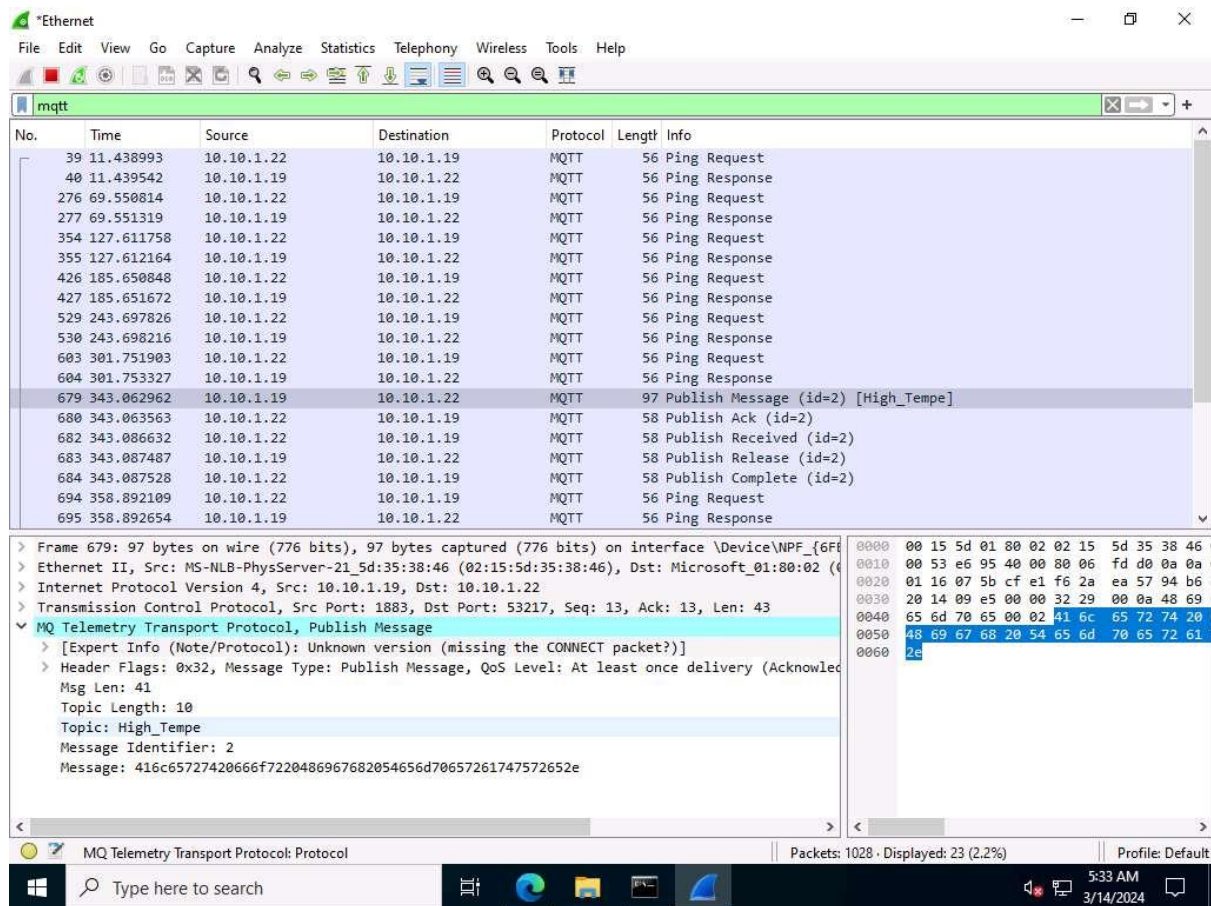 *Ethernet
File Edit View Go Capture Analyze Statistics Telephony Wireless Tools Help
mqtt
No. Time Source Destination Protocol Length Info
39 11.438993 10.10.1.22 10.10.1.19 MQTT 56 Ping Request
40 11.439542 10.10.1.19 10.10.1.22 MQTT 56 Ping Response
276 69.550814 10.10.1.22 10.10.1.19 MQTT 56 Ping Request
277 69.551319 10.10.1.19 10.10.1.22 MQTT 56 Ping Response
354 127.611758 10.10.1.22 10.10.1.19 MQTT 56 Ping Request
355 127.612164 10.10.1.19 10.10.1.22 MQTT 56 Ping Response
426 185.650848 10.10.1.22 10.10.1.19 MQTT 56 Ping Request
427 185.651672 10.10.1.19 10.10.1.22 MQTT 56 Ping Response
529 243.697826 10.10.1.22 10.10.1.19 MQTT 56 Ping Request
530 243.698216 10.10.1.19 10.10.1.22 MQTT 56 Ping Response
603 301.751903 10.10.1.22 10.10.1.19 MQTT 56 Ping Request
604 301.753327 10.10.1.19 10.10.1.22 MQTT 56 Ping Response
679 343.062962 10.10.1.19 10.10.1.22 MQTT 97 Publish Message (id=2) [High_Tempe]
680 343.063563 10.10.1.22 10.10.1.19 MQTT 58 Publish Ack (id=2)
682 343.086632 10.10.1.22 10.10.1.19 MQTT 58 Publish Received (id=2)
683 343.087487 10.10.1.19 10.10.1.22 MQTT 58 Publish Release (id=2)
684 343.087528 10.10.1.22 10.10.1.19 MQTT 58 Publish Complete (id=2)
694 358.892109 10.10.1.22 10.10.1.19 MQTT 56 Ping Request
695 358.892654 10.10.1.19 10.10.1.22 MQTT 56 Ping Response
Frame 679: 97 bytes on wire (776 bits), 97 bytes captured (776 bits) on interface \Device\NPF_{6FE
Ethernet II, Src: MS-NLB-PhysServer-21_5d:35:38:46 (02:15:5d:35:38:46), Dst: Microsoft_01:80:02 (
Internet Protocol Version 4, Src: 10.10.1.19, Dst: 10.10.1.22
Transmission Control Protocol, Src Port: 1883, Dst Port: 53217, Seq: 13, Ack: 13, Len: 43
MQ Telemetry Transport Protocol, Publish Message
[Expert Info (Note/Protocol): Unknown version (missing the CONNECT packet?)]
Header Flags: 0x32, Message Type: Publish Message, QoS Level: At least once delivery (Acknowled
Msg Len: 41
Topic Length: 10
Topic: High_Tempe
Message Identifier: 2
Message: 416c65727420666f7220486967682054656d70657261747572652e
0000 00 15 5d 01 80 02 02 15 5d 35 38 46
0010 00 53 e6 95 40 00 80 06 fd d0 0a 0a
0020 01 16 07 5b cf e1 f6 2a ea 57 94 b6
0030 20 14 09 e5 00 00 32 29 00 0a 48 69
0040 65 6d 70 65 00 02 41 6c 65 72 74 20
0050 48 69 67 68 20 54 65 6d 70 65 72 61
0060 2e
MQ Telemetry Transport Protocol: Protocol
Packets: 1028 · Displayed: 23 (2.2%)
Profile: Default
Type here to search
5:33 AM
3/14/2024